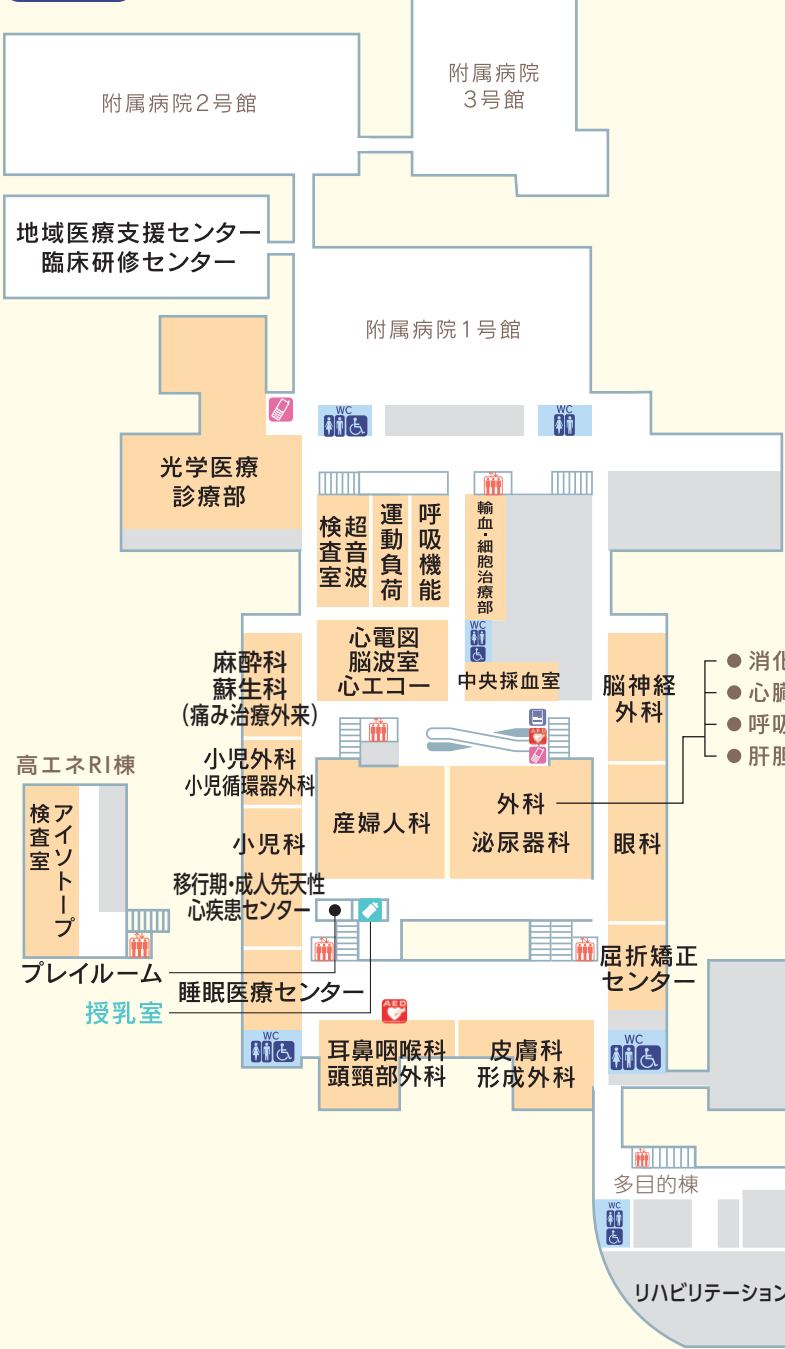 附属病院2号館
附属病院
3号館
地域医療支援センター
臨床研修センター
附属病院1号館
WC
WC
光学医療
診療部
超音波
検査室
運動負荷
呼吸機能
輸血・細胞治療部
WC
心電図
脳波室
心エコー
中央採血室
麻酔科
蘇生科
(痛み治療外来)
脳神経
外科
消化
心臓
呼吸
肝胆
AED
小児外科
小児循環器外科
高エネRI棟
アイソトープ
検査室
産婦人科
外科
泌尿器科
小児科
眼科
移行期・成人先天性
心疾患センター
プレイルーム
授乳室
睡眠医療センター
屈折矯正
センター
AED
WC
耳鼻咽喉科
頭頸部外科
皮膚科
形成外科
WC
多目的棟
WC
リハビリテーション